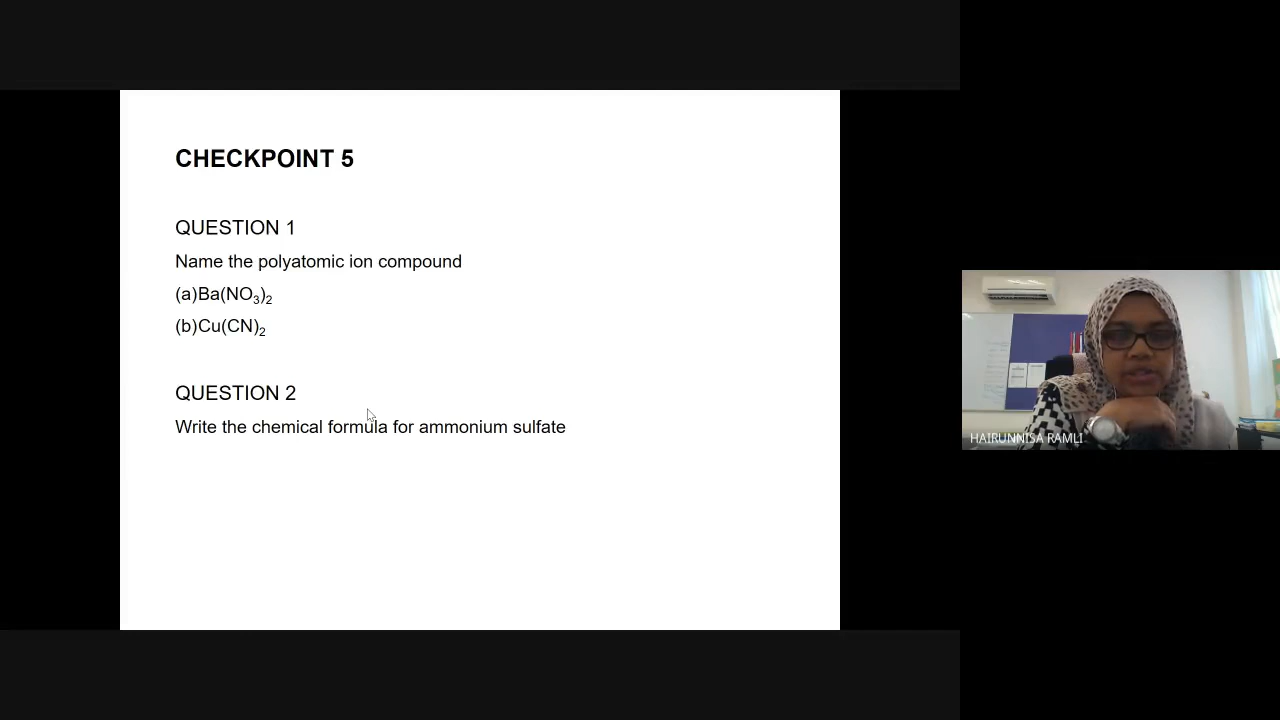 CHECKPOINT 5
QUESTION 1
Name the polyatomic ion compound
(a)Ba(NO₃)₂
(b)Cu(CN)₂
QUESTION 2
Write the chemical formula for ammonium sulfate
HAIRUNNISA RAMLI